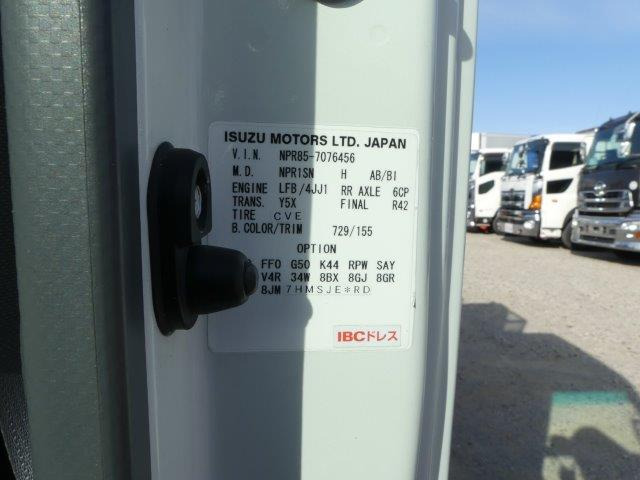 ISUZU MOTORS LTD. JAPAN
V.I.N. NPR85-7076456
M.D. NPR1SN H AB/BI
ENGINE LFB/4JJ1 RR AXLE 6CP
TRANS. Y5X FINAL R42
TIRE CVE
B.COLOR/TRIM 729/155
OPTION
FF0 G50 K44 RPW SAY
V4R 34W 8BX 8GJ 8GR
8JM 7HMSJE*RD
IBCドレス